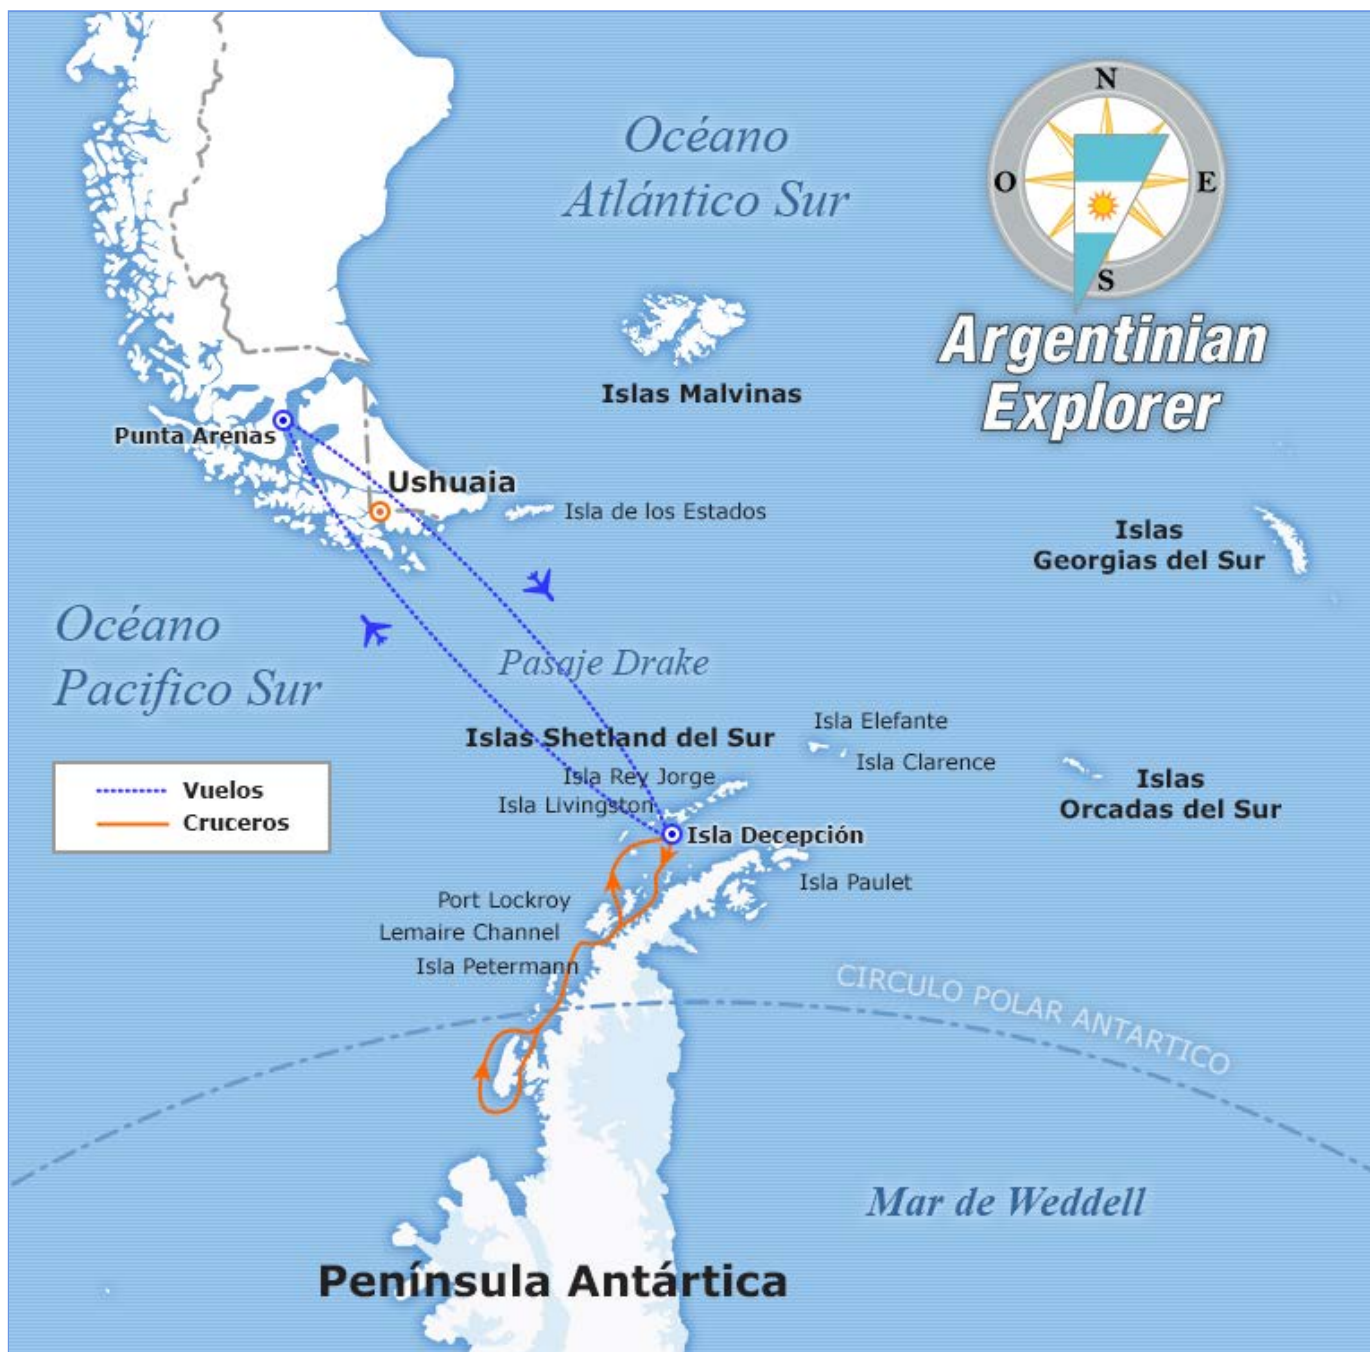 Océano
Atlántico Sur
N
O
E
S
Argentinian
Explorer
Islas Malvinas
Punta Arenas
Ushuaia
Isla de los Estados
Islas
Georgias del Sur
Océano
Pacifico Sur
Pasaje Drake
Islas Shetland del Sur
Isla Elefante
Isla Clarence
Isla Rey Jorge
Isla Livingston
Islas
Orcadas del Sur
Vuelos
Cruceros
Isla Decepción
Isla Paulet
Port Lockroy
Lemaire Channel
Isla Petermann
CIRCULO POLAR ANTARTICO
Mar de Weddell
Península Antártica